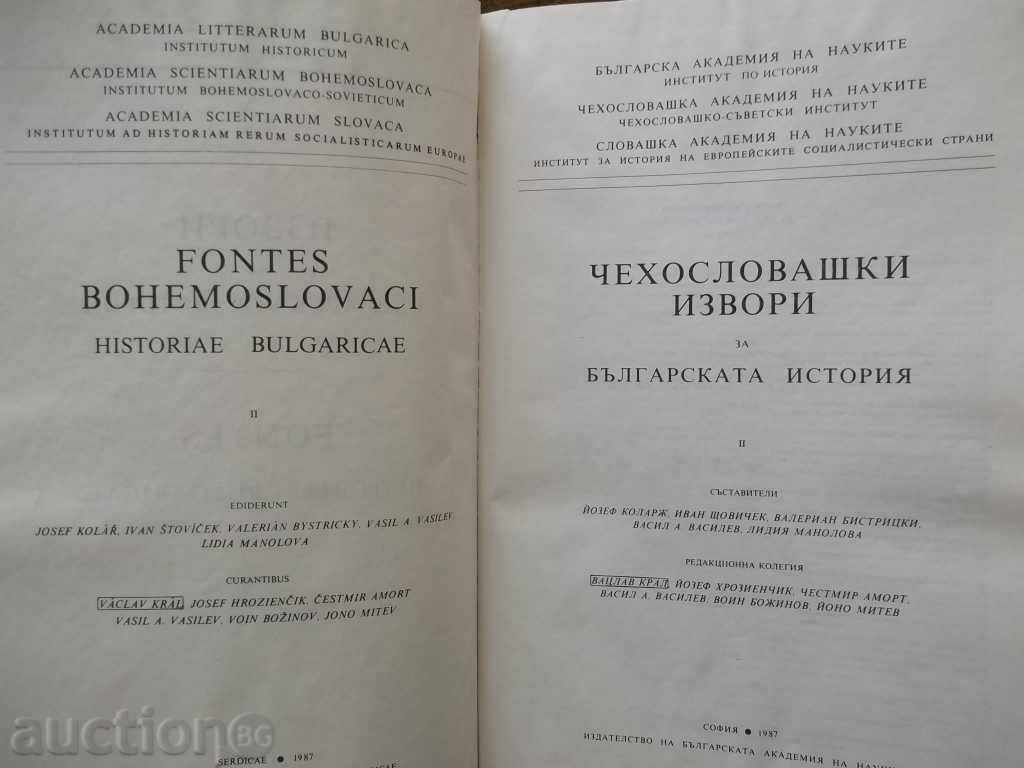 ACADEMIA LITTERARUM BULGARICA
INSTITUTUM HISTORICUM
ACADEMIA SCIENTIARUM BOHEMOSLOVACA
INSTITUTUM BOHEMOSLOVACO-SOVIETICUM
ACADEMIA SCIENTIARUM SLOVACA
INSTITUTUM AD HISTORIAM RERUM SOCIALISTICARUM EUROPAE
FONTES
BOHEMOSLOVACI
HISTORIAE BULGARICAE
II
EDIDERUNT
JOSEF KOLÁŘ, IVAN ŠTOVÍČEK, VALERIÁN BYSTRICKY, VASIL A. VASILEV,
LIDIA MANOLOVA
CURANTIBUS
VÁCLAV KRÁL, JOSEF HROZIENČIK, ČESTMIR AMORT
VASIL A. VASILEV, VOIN BOŽINOV, JONO MITEV
SERDICAE ● 1987
БЪЛГАРСКА АКАДЕМИЯ НА НАУКИТЕ
ИНСТИТУТ ПО ИСТОРИЯ
ЧЕХОСЛОВАШКА АКАДЕМИЯ НА НАУКИТЕ
ЧЕХОСЛОВАШКО-СЪВЕТСКИ ИНСТИТУТ
СЛОВАШКА АКАДЕМИЯ НА НАУКИТЕ
ИНСТИТУТ ЗА ИСТОРИЯ НА ЕВРОПЕЙСКИТЕ СОЦИАЛИСТИЧЕСКИ СТРАНИ
ЧЕХОСЛОВАШКИ
ИЗВОРИ
ЗА
БЪЛГАРСКАТА ИСТОРИЯ
II
СЪСТАВИТЕЛИ
ЙОЗЕФ КОЛАРЖ, ИВАН ЩОВИЧЕК, ВАЛЕРИАН БИСТРИЦКИ,
ВАСИЛ А. ВАСИЛЕВ, ЛИДИЯ МАНОЛОВА
РЕДАКЦИОННА КОЛЕГИЯ
ВАЦЛАВ КРАЛ, ЙОЗЕФ ХРОЗИЕНЧИК, ЧЕСТМИР АМОРТ,
ВАСИЛ А. ВАСИЛЕВ, ВОИН БОЖИНОВ, ЙОНО МИТЕВ
СОФИЯ ● 1987
ИЗДАТЕЛСТВО НА БЪЛГАРСКАТА АКАДЕМИЯ НА
auction BG